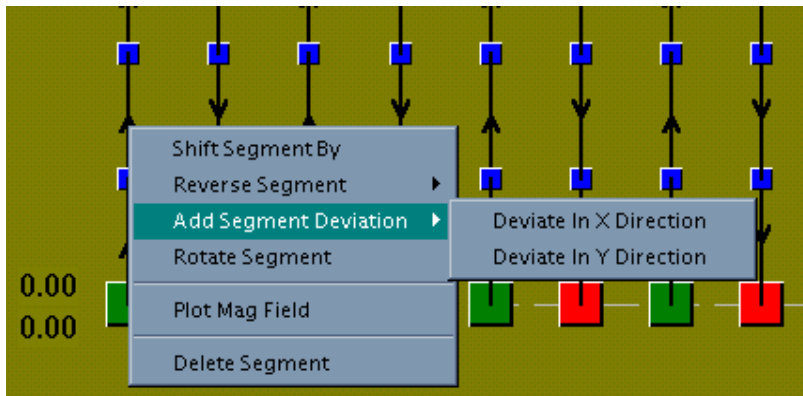 Shift Segment By
Reverse Segment
Add Segment Deviation
Deviate In X Direction
Rotate Segment
Deviate In Y Direction
0.00
Plot Mag Field
0.00
Delete Segment